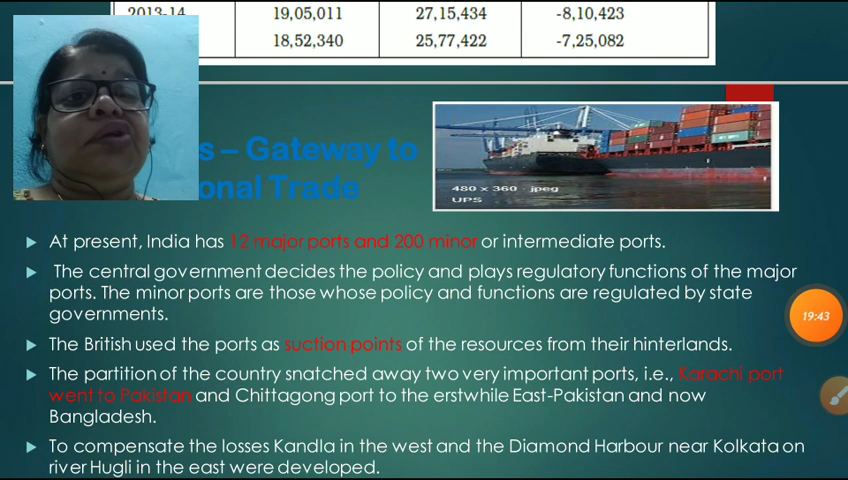 2013-14 19,05,011 27,15,434 -8,10,423
18,52,340 25,77,422 -7,25,082
– Gateway to
Trade
480 x 360 - jpeg
UPS
At present, India has 12 major ports and 200 minor or intermediate ports.
The central government decides the policy and plays regulatory functions of the major
ports. The minor ports are those whose policy and functions are regulated by state
governments.
The British used the ports as suction points of the resources from their hinterlands.
The partition of the country snatched away two very important ports, i.e., Karachi port
went to Pakistan and Chittagong port to the erstwhile East-Pakistan and now
Bangladesh.
19:43
To compensate the losses Kandla in the west and the Diamond Harbour near Kolkata on
river Hugli in the east were developed.